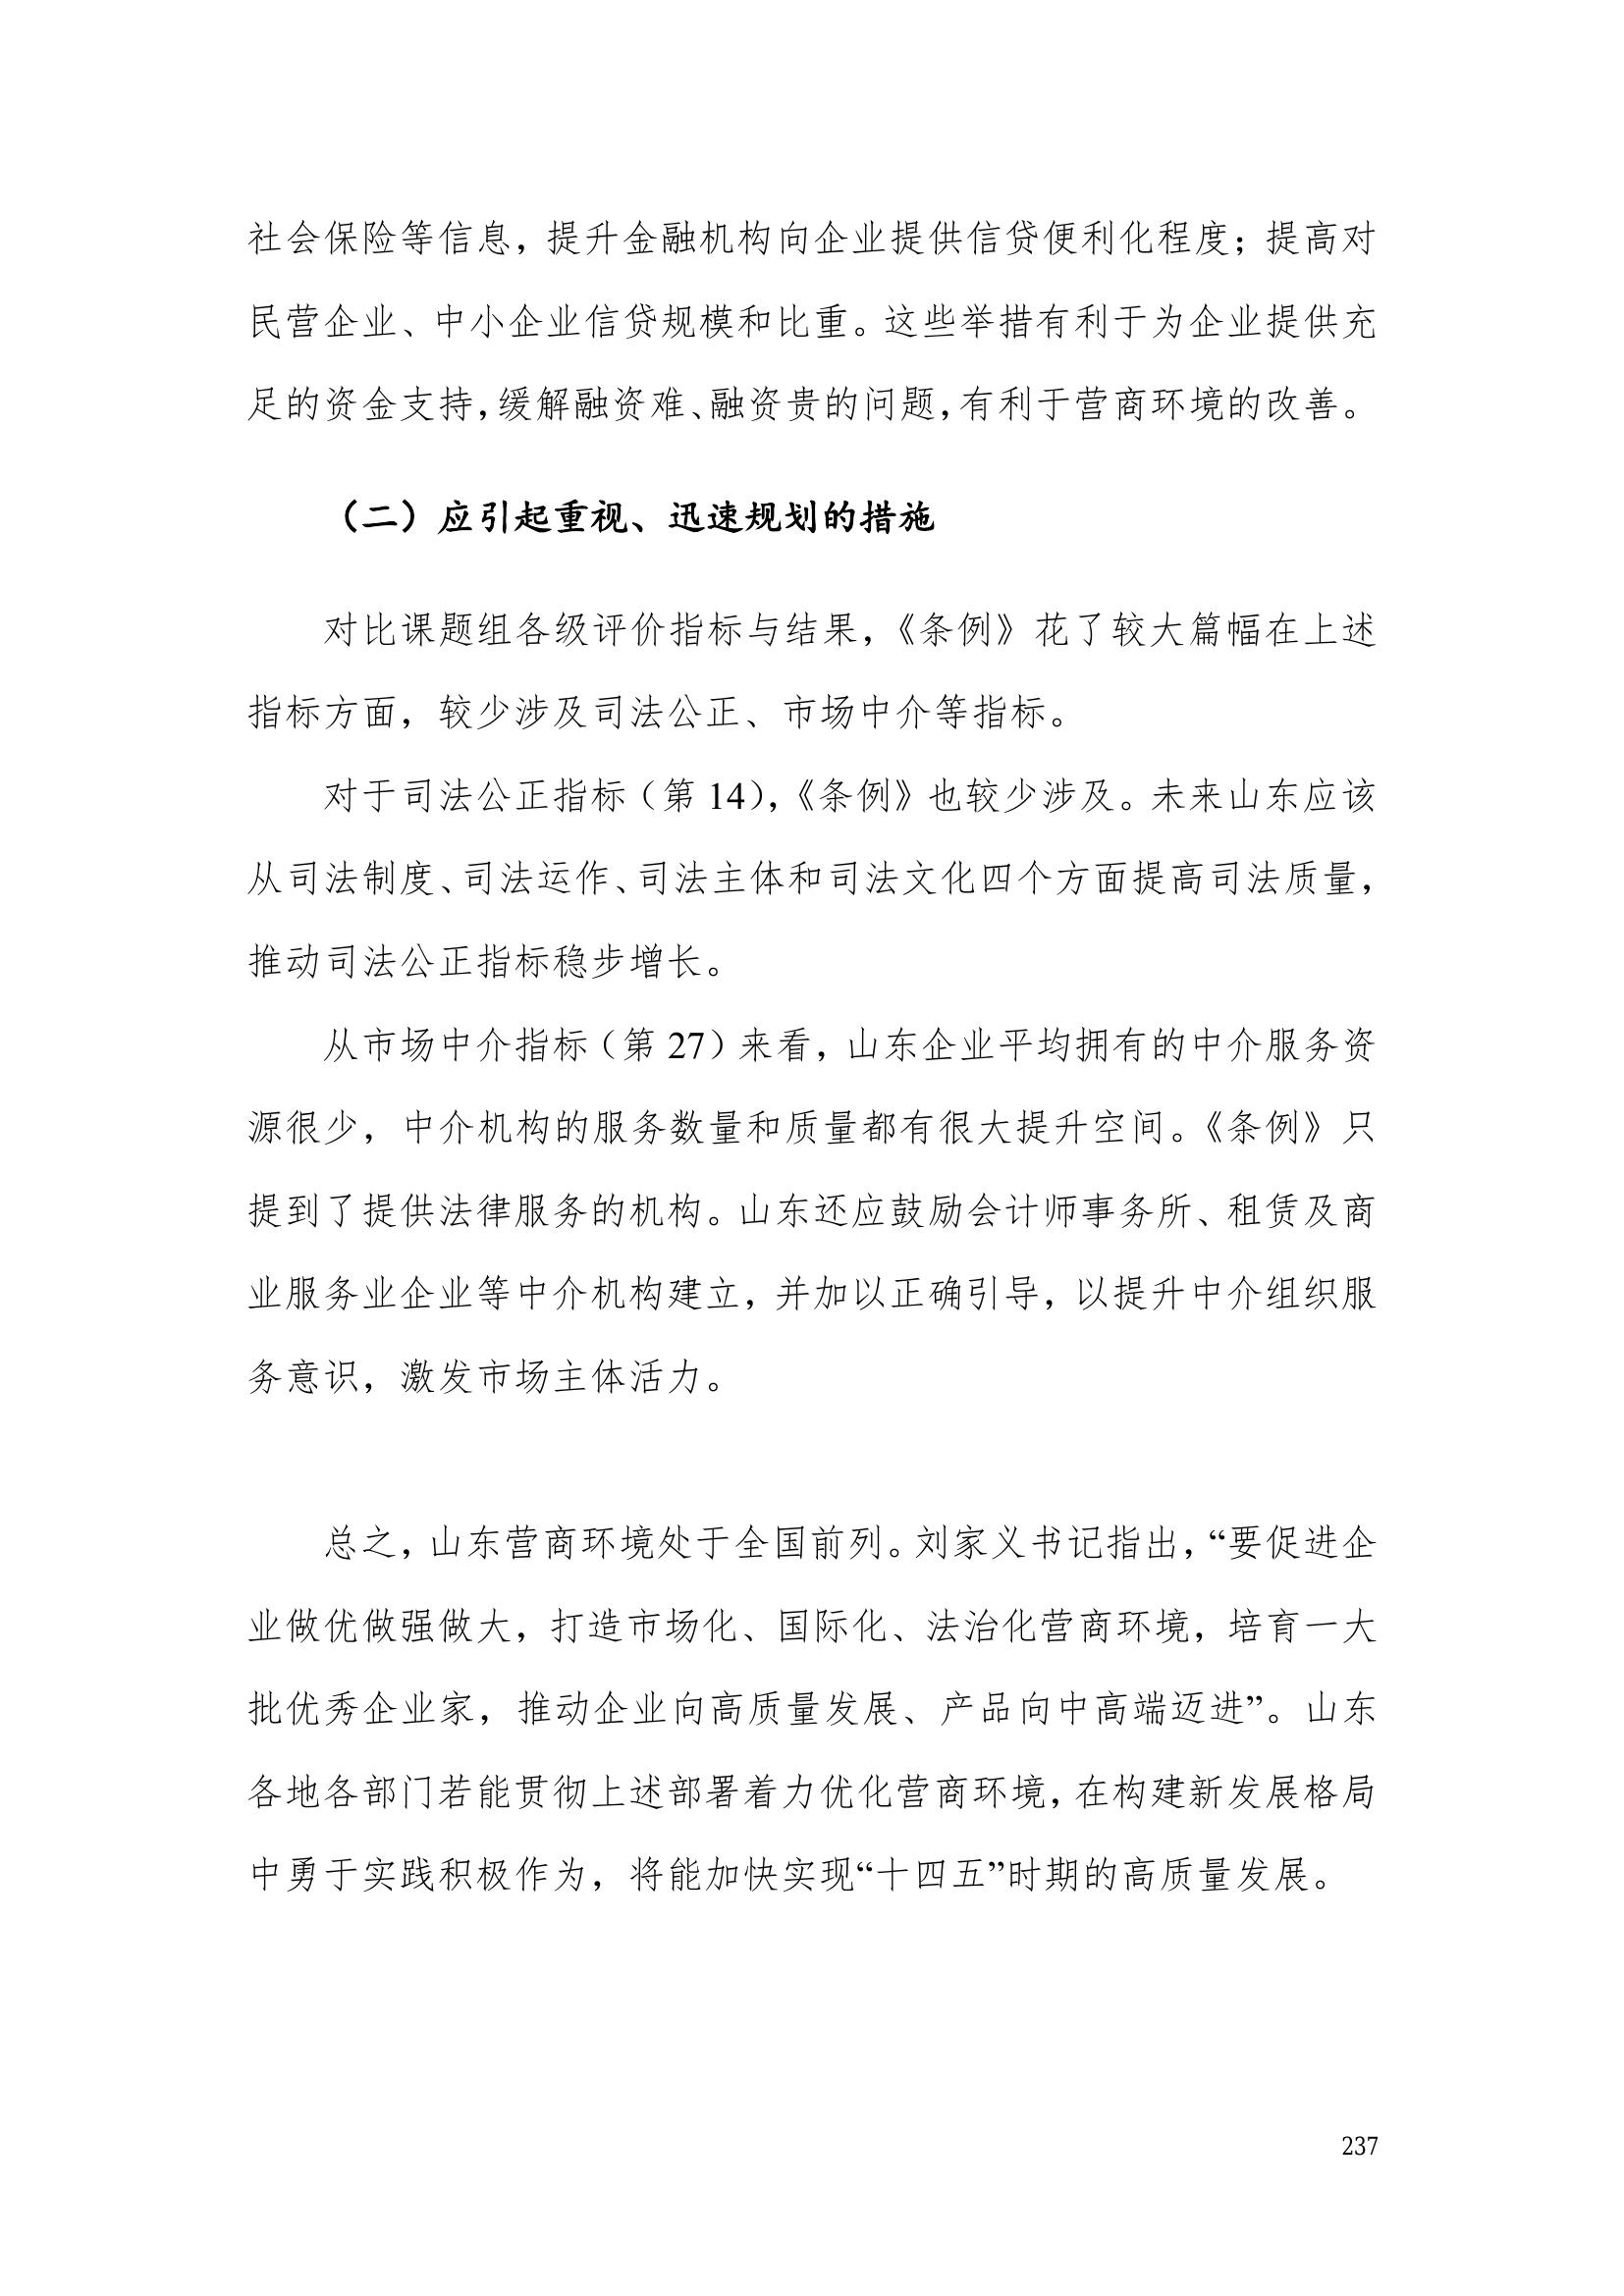 社会保险等信息，提升金融机构向企业提供信贷便利化程度；提高对
民营企业、中小企业信贷规模和比重。这些举措有利于为企业提供充
足的资金支持，缓解融资难、融资贵的问题，有利于营商环境的改善。
（二）应引起重视、迅速规划的措施
对比课题组各级评价指标与结果，《条例》花了较大篇幅在上述
指标方面，较少涉及司法公正、市场中介等指标。
对于司法公正指标（第 14），《条例》也较少涉及。未来山东应该
从司法制度、司法运作、司法主体和司法文化四个方面提高司法质量，
推动司法公正指标稳步增长。
从市场中介指标（第 27）来看，山东企业平均拥有的中介服务资
源很少，中介机构的服务数量和质量都有很大提升空间。《条例》只
提到了提供法律服务的机构。山东还应鼓励会计师事务所、租赁及商
业服务业企业等中介机构建立，并加以正确引导，以提升中介组织服
务意识，激发市场主体活力。
总之，山东营商环境处于全国前列。刘家义书记指出，“要促进企
业做优做强做大，打造市场化、国际化、法治化营商环境，培育一大
批优秀企业家，推动企业向高质量发展、产品向中高端迈进”。山东
各地各部门若能贯彻上述部署着力优化营商环境，在构建新发展格局
中勇于实践积极作为，将能加快实现“十四五”时期的高质量发展。
237